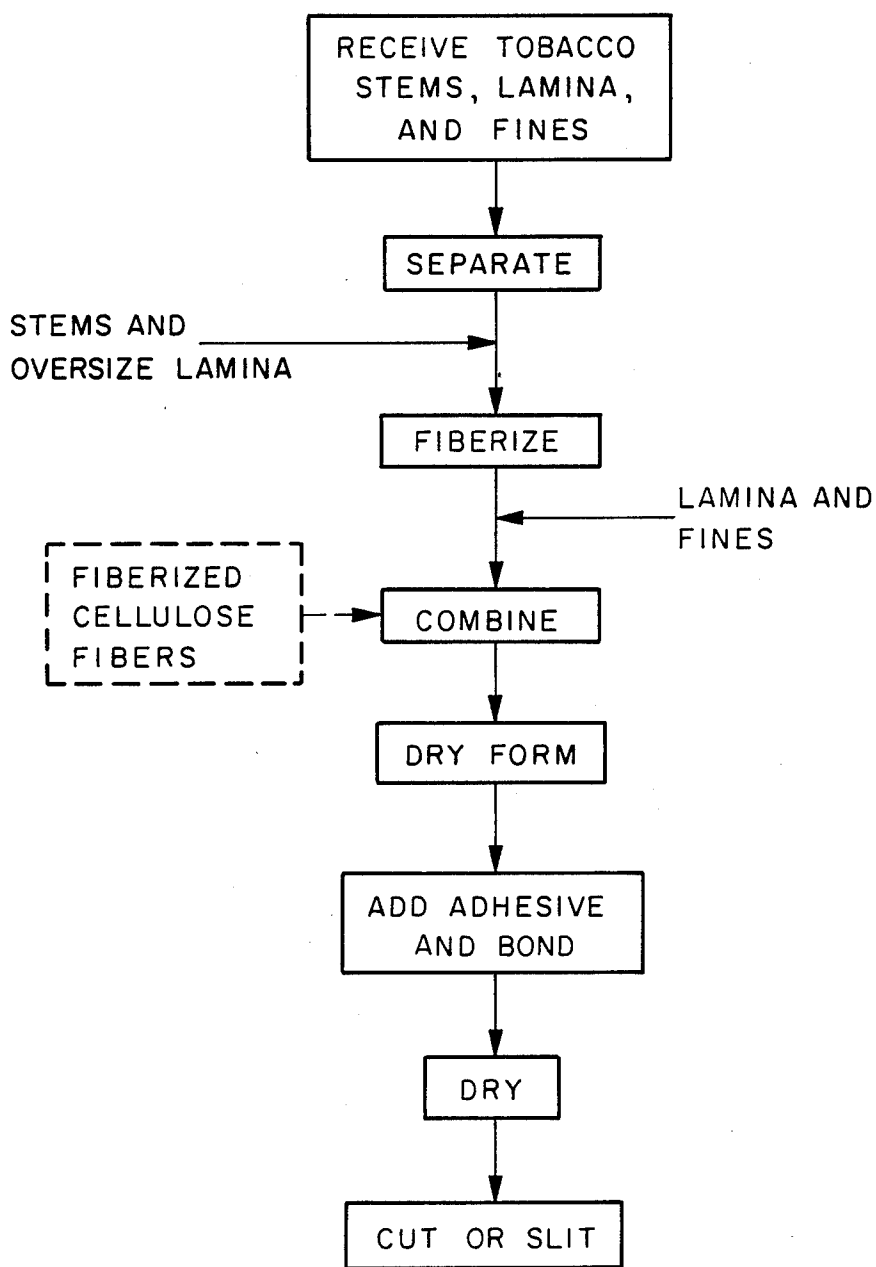 RECEIVE TOBACCO
STEMS, LAMINA,
AND FINES
SEPARATE
STEMS AND
OVERSIZE LAMINA
FIBERIZE
LAMINA AND
FINES
FIBERIZED
CELLULOSE
FIBERS
COMBINE
DRY FORM
ADD ADHESIVE
AND BOND
DRY
CUT OR SLIT